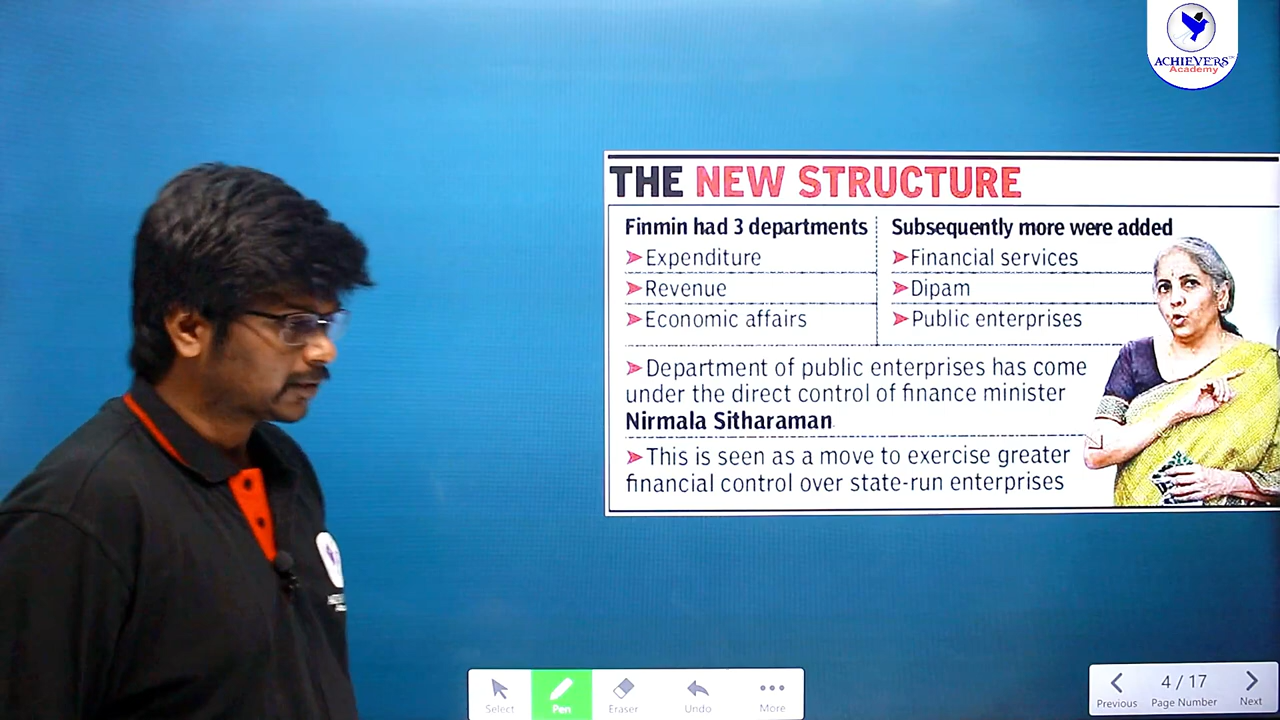 ACHIEVERS
Academy
THE NEW STRUCTURE
Finmin had 3 departments
Expenditure
Revenue
Economic affairs
Subsequently more were added
Financial services
Dipam
Public enterprises
Department of public enterprises has come
under the direct control of finance minister
Nirmala Sitharaman
This is seen as a move to exercise greater
financial control over state-run enterprises
Select
Pen
Eraser
Undo
More
4 / 17
Previous
Page Number
Next